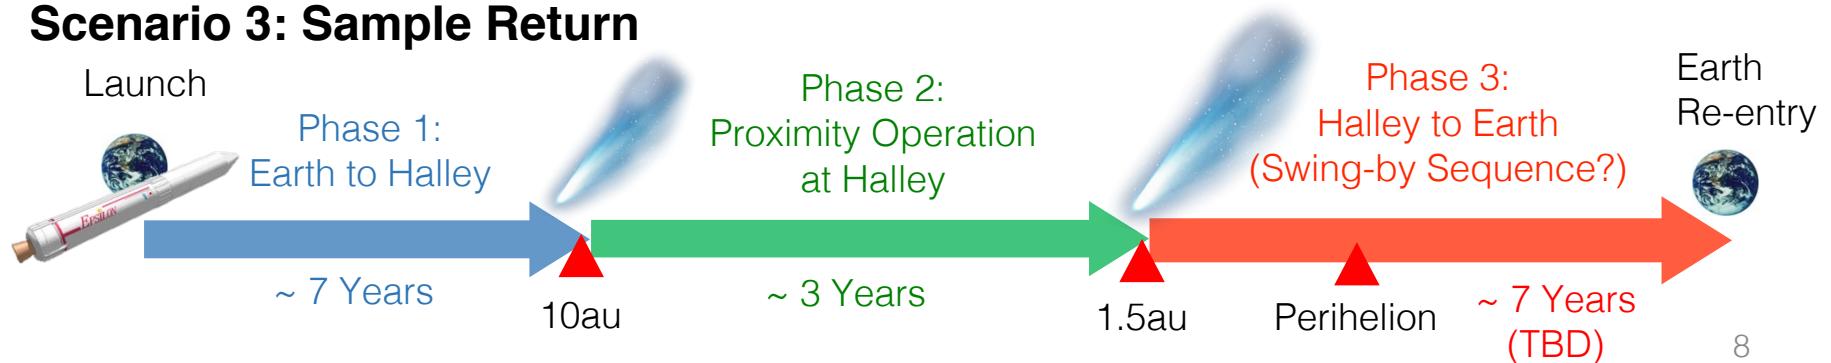 Scenario 3: Sample Return
Launch
EPSILON
Phase 1:
Earth to Halley
~ 7 Years
10au
Phase 2:
Proximity Operation
at Halley
~ 3 Years
1.5au
Phase 3:
Halley to Earth
(Swing-by Sequence?)
Perihelion
~ 7 Years
(TBD)
Earth
Re-entry
8